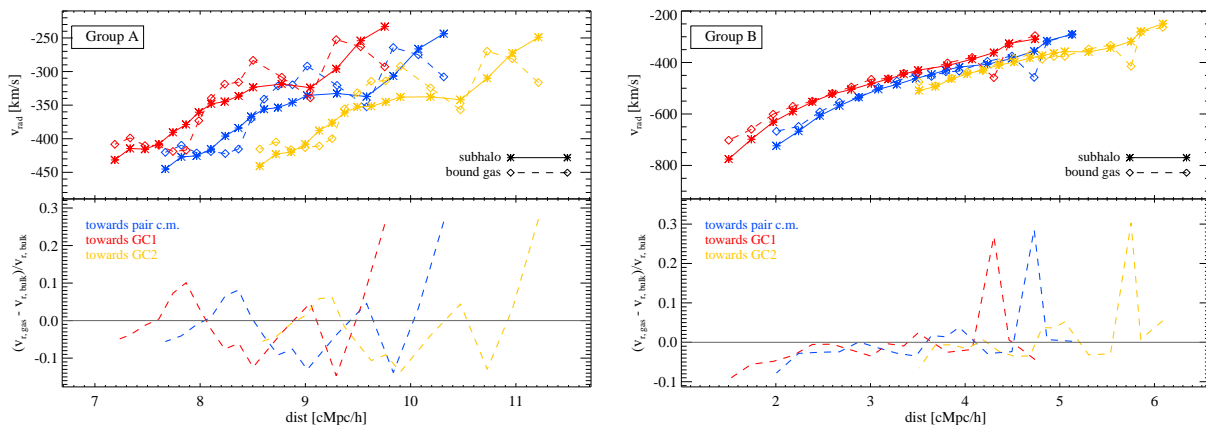 Group A
-250
-300
-350
-400
-450
v_rad [km/s]
subhalo
bound gas
0.3
0.2
0.1
0.0
-0.1
(v_r, gas - v_r, bulk)/v_r, bulk
towards pair c.m.
towards GC1
towards GC2
7 8 9 10 11
dist [cMpc/h]
Group B
-200
-400
-600
-800
v_rad [km/s]
subhalo
bound gas
0.3
0.2
0.1
0.0
-0.1
(v_r, gas - v_r, bulk)/v_r, bulk
towards pair c.m.
towards GC1
towards GC2
2 3 4 5 6
dist [cMpc/h]